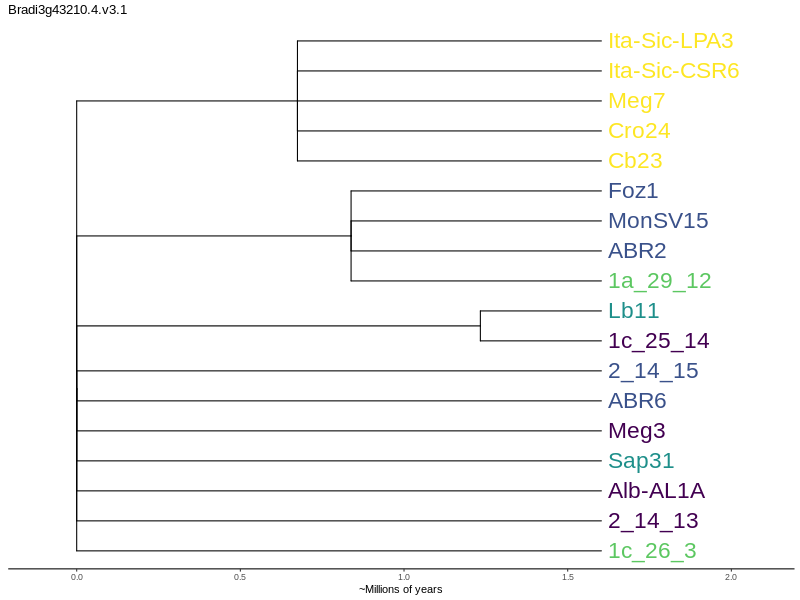 Bradi3g43210.4.v3.1
Ita-Sic-LPA3
Ita-Sic-CSR6
Meg7
Cro24
Cb23
Foz1
MonSV15
ABR2
1a_29_12
Lb11
1c_25_14
2_14_15
ABR6
Meg3
Sap31
Alb-AL1A
2_14_13
1c_26_3
0.0 0.5 1.0 1.5 2.0
~Millions of years